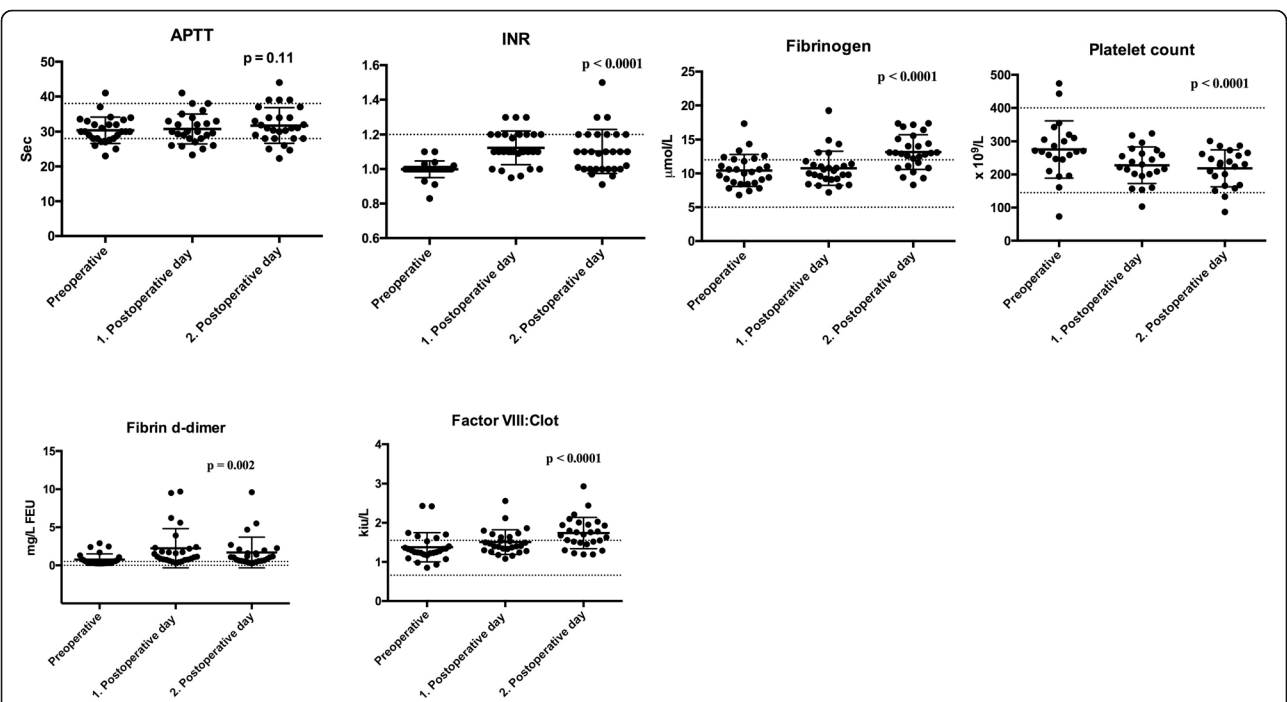 APTT
p = 0.11
Sec
50
40
30
20
10
0
Preoperative
1. Postoperative day
2. Postoperative day
INR
p < 0.0001
1.6
1.4
1.2
1.0
0.8
0.6
Preoperative
1. Postoperative day
2. Postoperative day
Fibrinogen
p < 0.0001
µmol/L
25
20
15
10
5
0
Preoperative
1. Postoperative day
2. Postoperative day
Platelet count
p < 0.0001
x 10⁹/L
500
400
300
200
100
0
Preoperative
1. Postoperative day
2. Postoperative day
Fibrin d-dimer
p = 0.002
mg/L FEU
15
10
5
0
Preoperative
1. Postoperative day
2. Postoperative day
Factor VIII:Clot
p < 0.0001
kiu/L
4
3
2
1
0
Preoperative
1. Postoperative day
2. Postoperative day